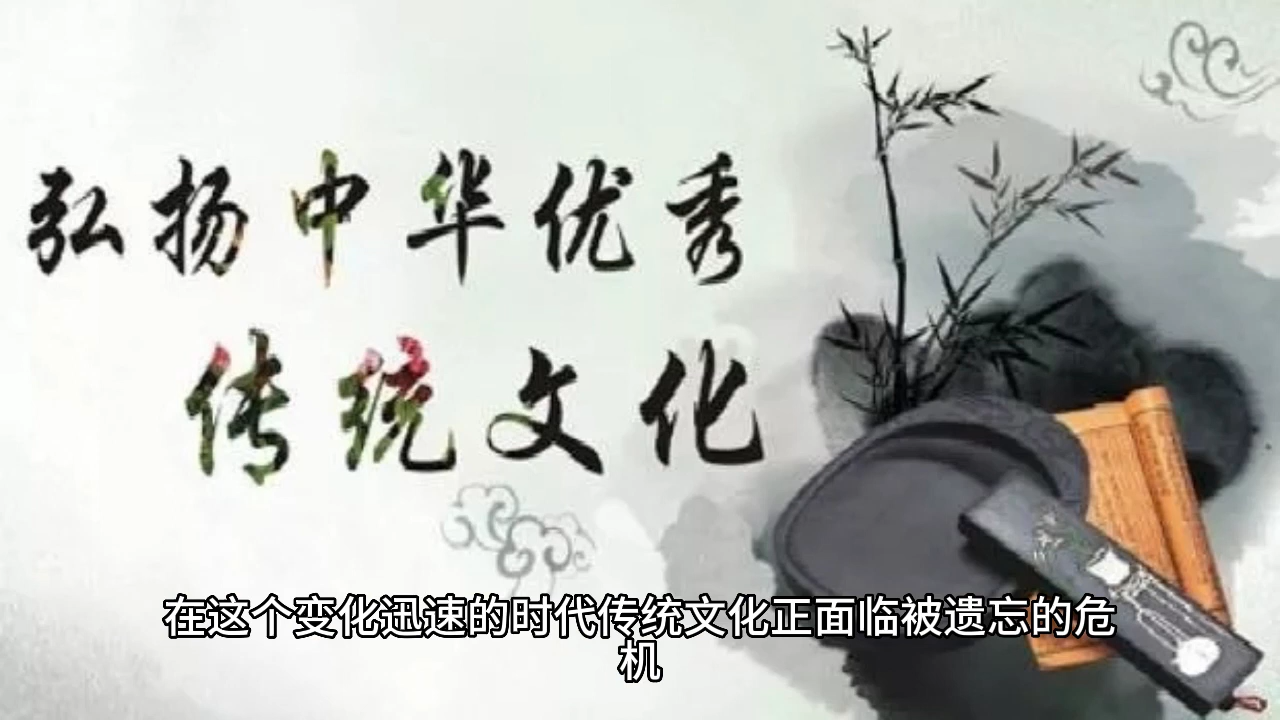 弘扬中华优秀
传统文化
在这个变化迅速的时代传统文化正面临被遗忘的危
机